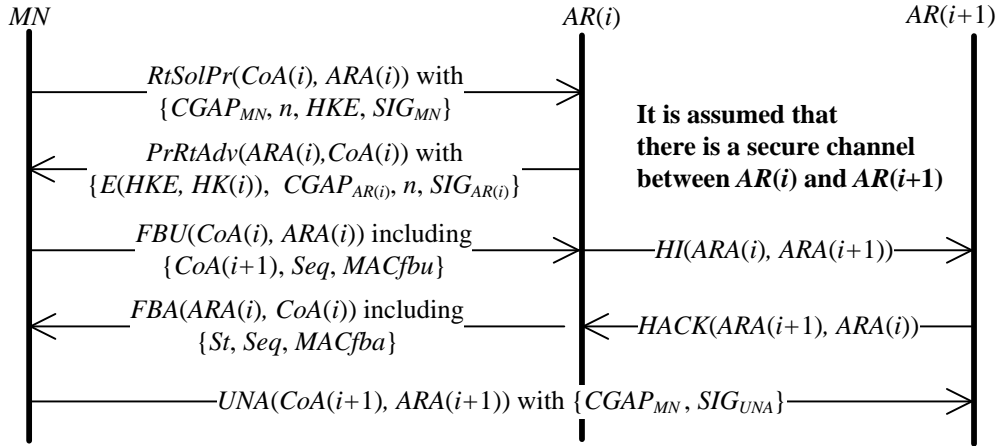 MN AR(i) AR(i+1)
RtSolPr(CoA(i), ARA(i)) with
{CGAP_MN, n, HKE, SIG_MN}
It is assumed that
there is a secure channel
between AR(i) and AR(i+1)
PrRtAdv(ARA(i),CoA(i)) with
{E(HKE, HK(i)), CGAP_AR(i), n, SIG_AR(i)}
FBU(CoA(i), ARA(i)) including
{CoA(i+1), Seq, MACfbu}
HI(ARA(i), ARA(i+1))
FBA(ARA(i), CoA(i)) including
{St, Seq, MACfba}
HACK(ARA(i+1), ARA(i))
UNA(CoA(i+1), ARA(i+1)) with {CGAP_MN, SIG_UNA}